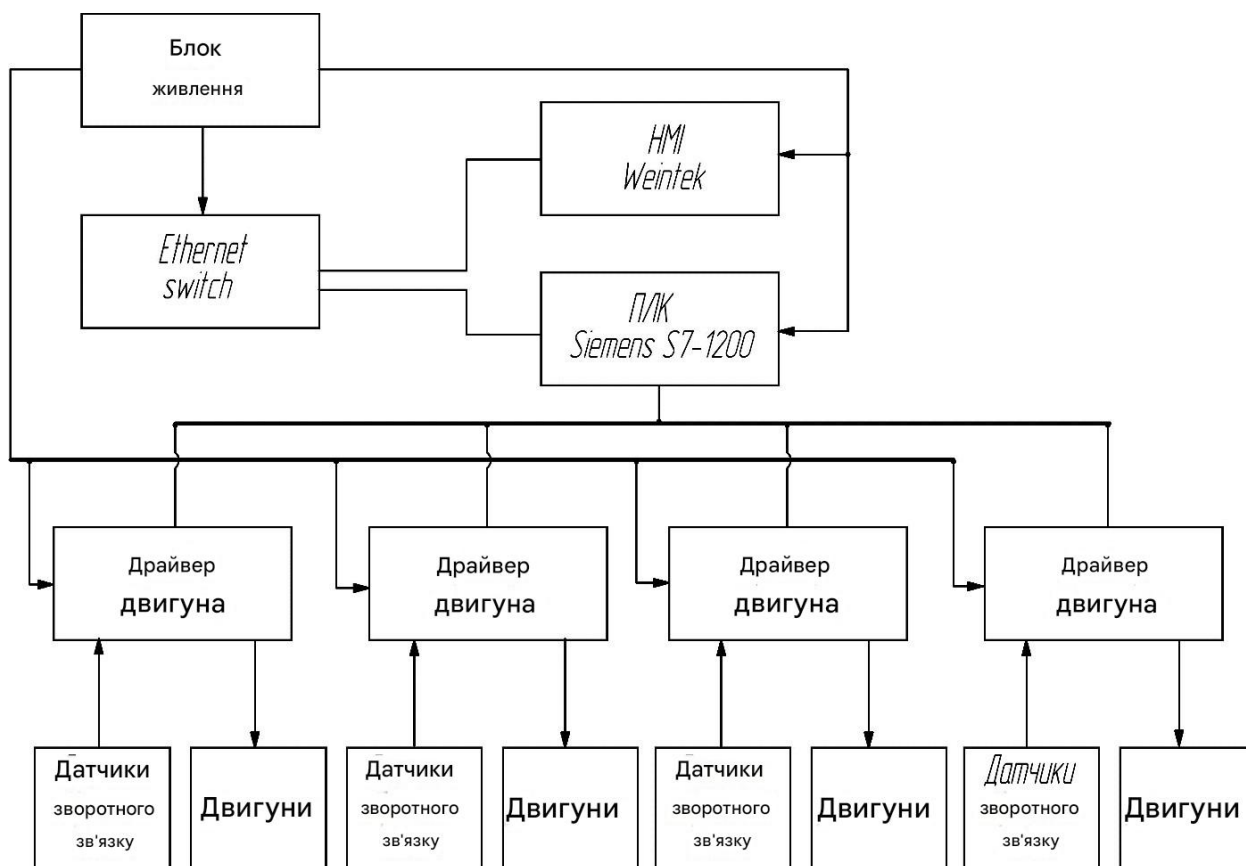 Блок
живлення
HMI
Weintek
Ethernet
switch
ПЛК
Siemens S7-1200
Драйвер
двигуна
Драйвер
двигуна
Драйвер
двигуна
Драйвер
двигуна
Датчики
зворотного
зв'язку
Двигуни
Датчики
зворотного
зв'язку
Двигуни
Датчики
зворотного
зв'язку
Двигуни
Датчики
зворотного
зв'язку
Двигуни